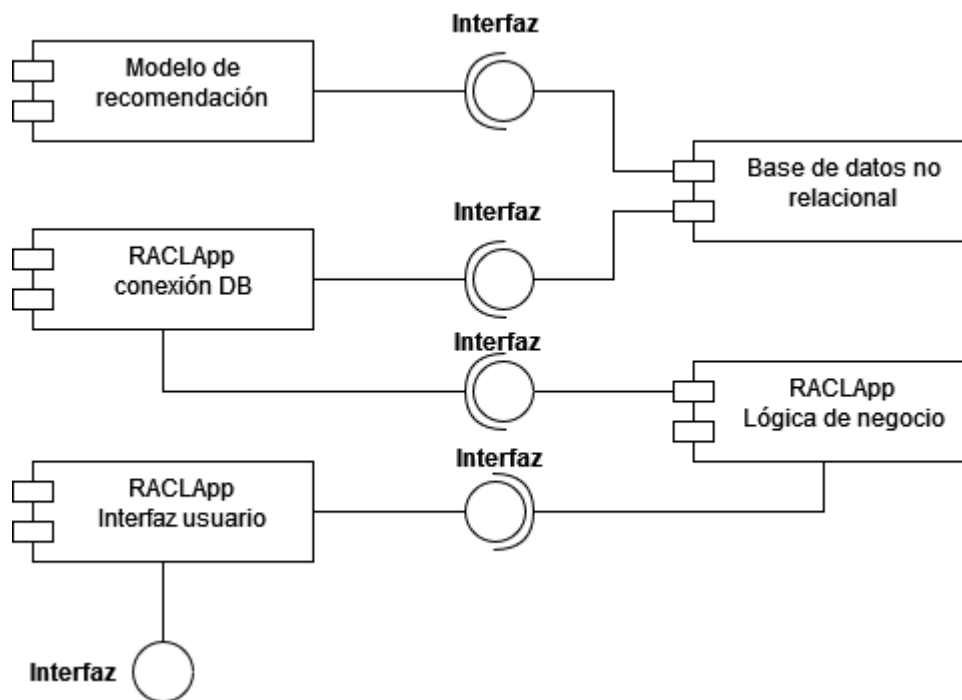 Interfaz
Modelo de
recomendación
Base de datos no
relacional
Interfaz
RACLApp
conexión DB
Interfaz
RACLApp
Lógica de negocio
Interfaz
RACLApp
Interfaz usuario
Interfaz